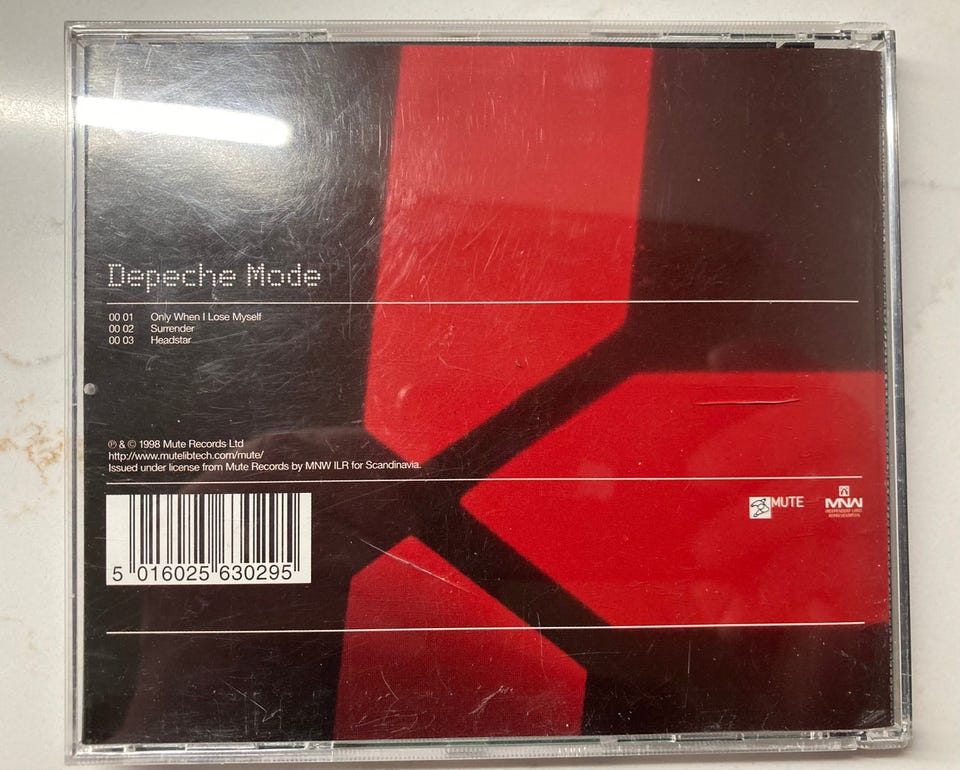 Depeche Mode
00 01 Only When I Lose Myself
00 02 Surrender
00 03 Headstar
℗ & © 1998 Mute Records Ltd
http://www.mutelibtech.com/mute/
Issued under license from Mute Records by MNW ILR for Scandinavia.
MUTE
MNW
5 016025 630295